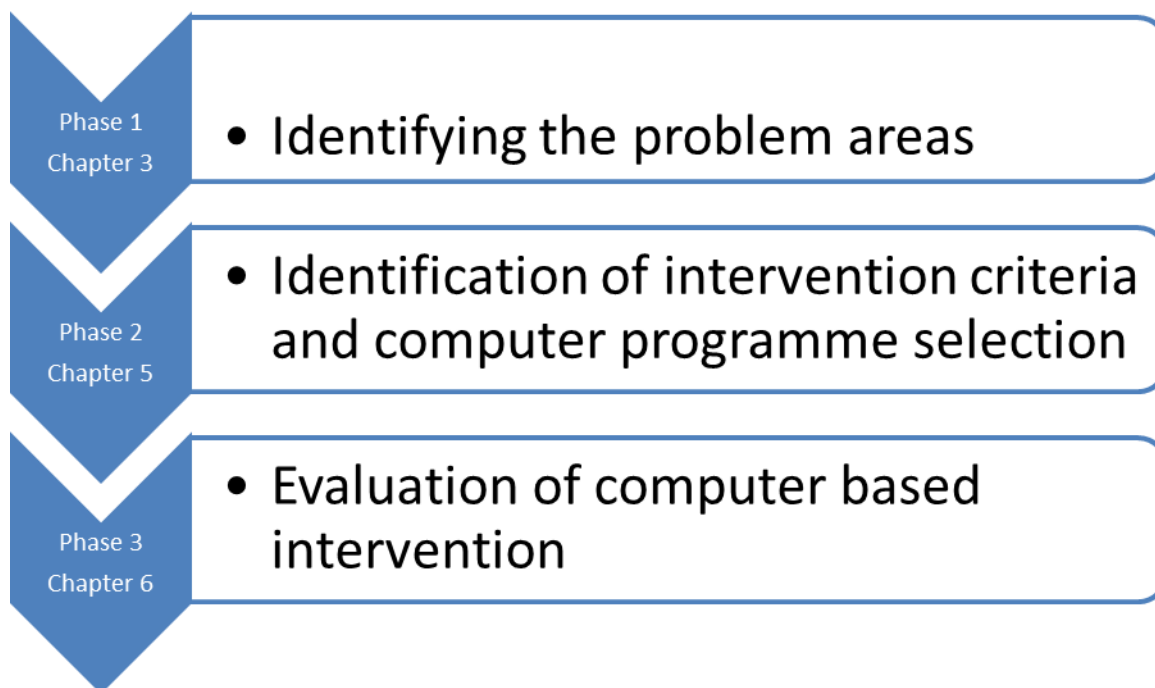 Phase 1
Chapter 3
• Identifying the problem areas
Phase 2
Chapter 5
• Identification of intervention criteria
and computer programme selection
Phase 3
Chapter 6
• Evaluation of computer based
intervention